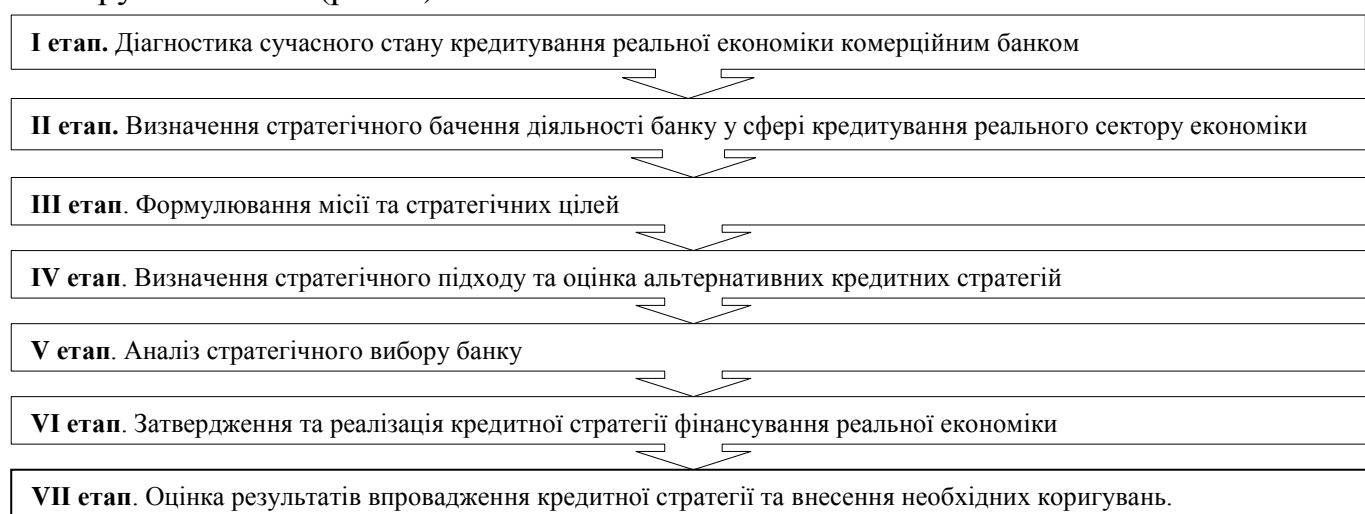 I етап. Діагностика сучасного стану кредитування реальної економіки комерційним банком
II етап. Визначення стратегічного бачення діяльності банку у сфері кредитування реального сектору економіки
III етап. Формулювання місії та стратегічних цілей
IV етап. Визначення стратегічного підходу та оцінка альтернативних кредитних стратегій
V етап. Аналіз стратегічного вибору банку
VI етап. Затвердження та реалізація кредитної стратегії фінансування реальної економіки
VII етап. Оцінка результатів впровадження кредитної стратегії та внесення необхідних коригувань.